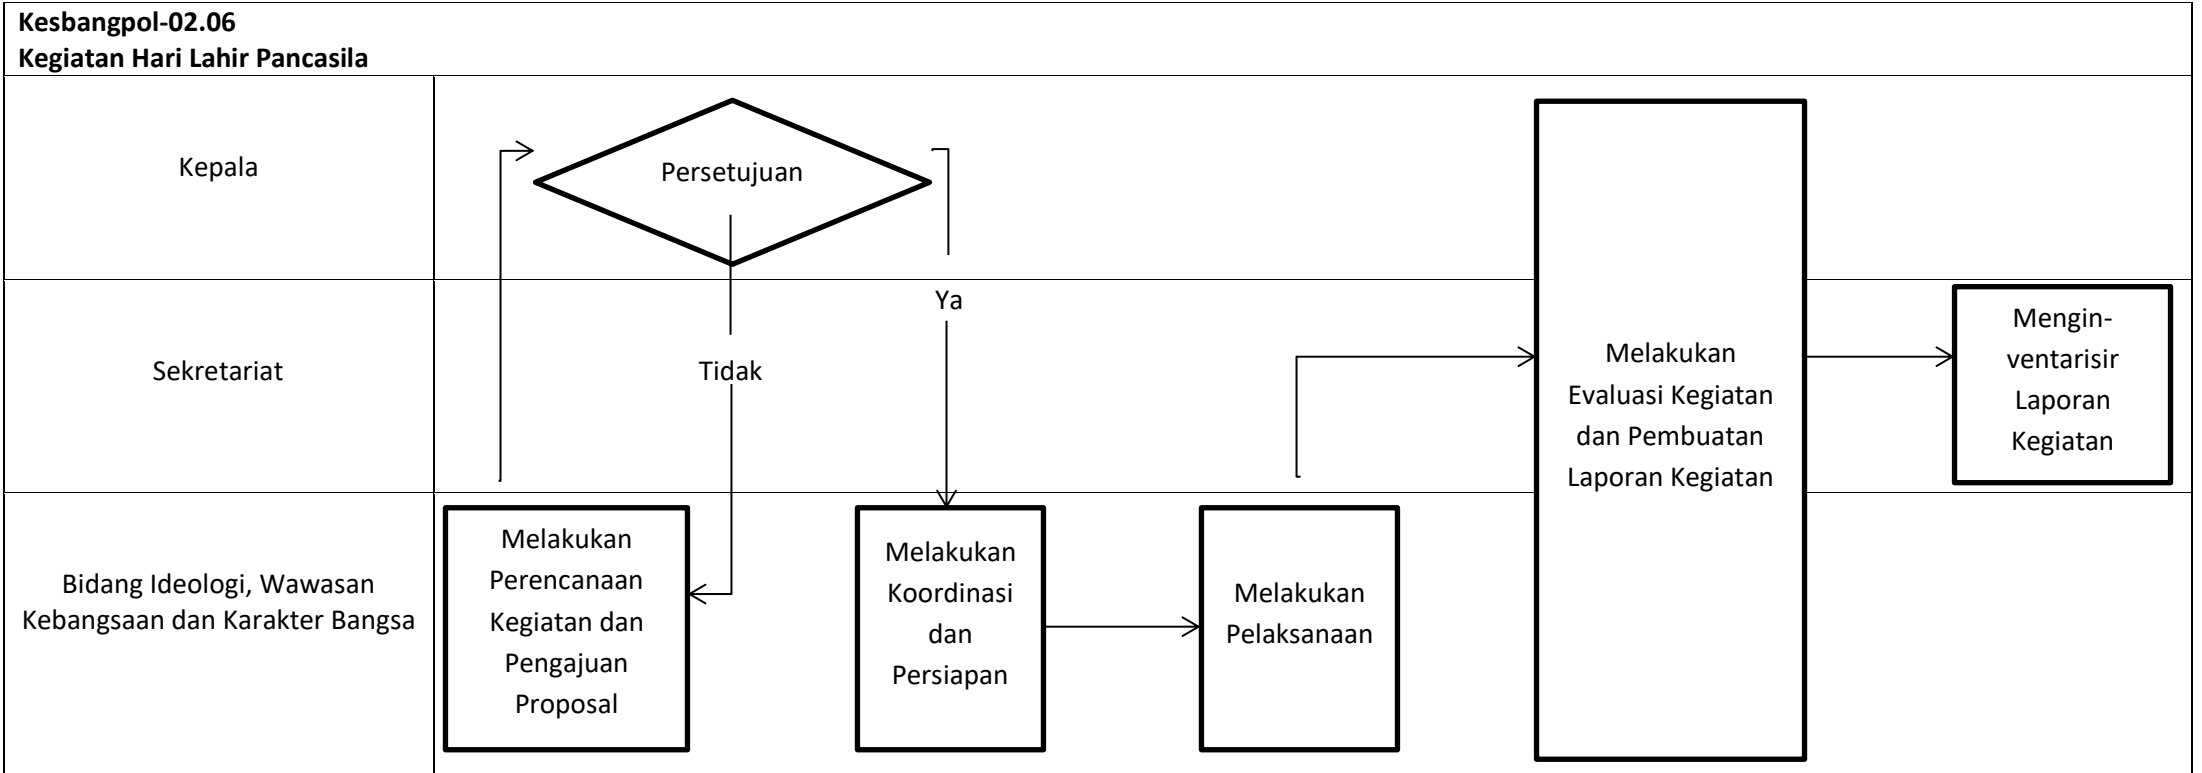 Kesbangpol-02.06
Kegiatan Hari Lahir Pancasila
Kepala
Persetujuan
Ya
Tidak
Sekretariat
Melakukan
Evaluasi Kegiatan
dan Pembuatan
Laporan Kegiatan
Mengin-
ventarisir
Laporan
Kegiatan
Bidang Ideologi, Wawasan
Kebangsaan dan Karakter Bangsa
Melakukan
Perencanaan
Kegiatan dan
Pengajuan
Proposal
Melakukan
Koordinasi
dan
Persiapan
Melakukan
Pelaksanaan